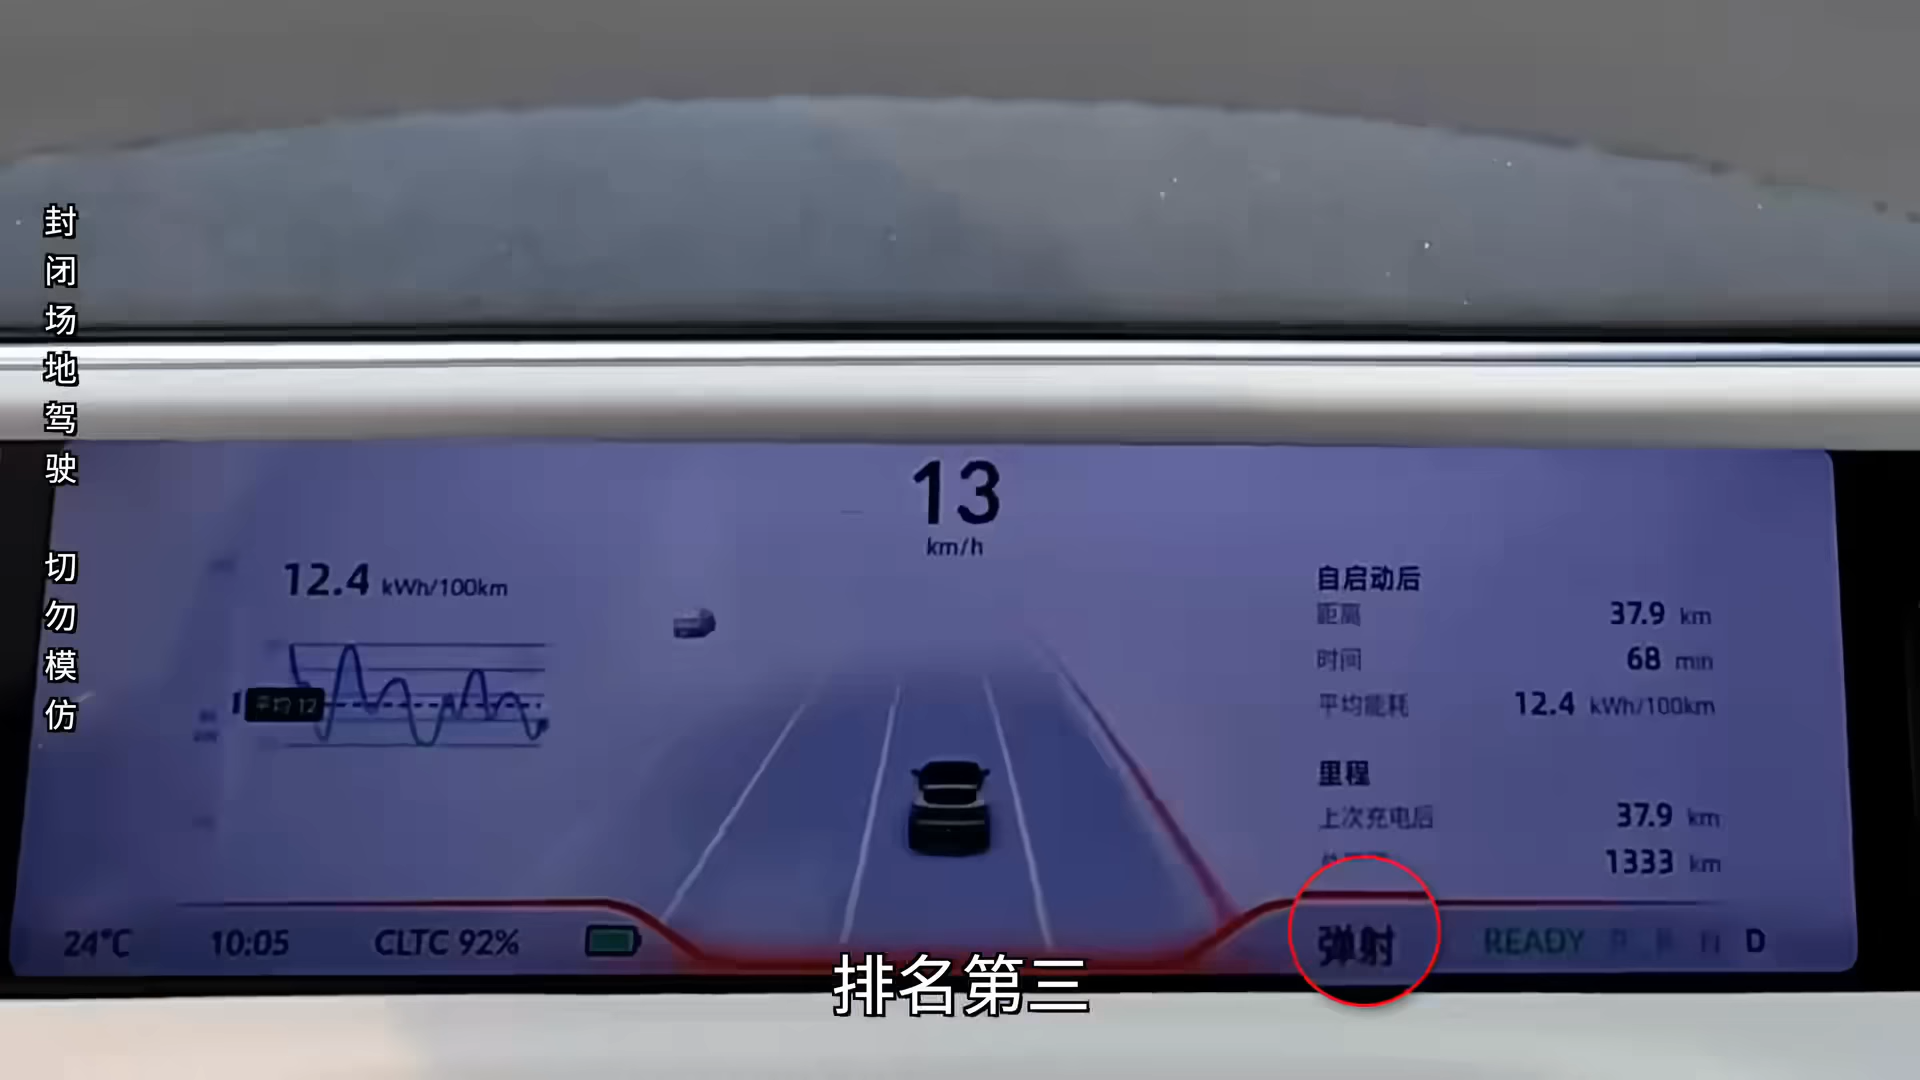 封闭场地驾驶 切勿模仿
13
km/h
12.4 kWh/100km
平均 12
自启动后
距离 37.9 km
时间 68 min
平均能耗 12.4 kWh/100km
里程
上次充电后 37.9 km
1333 km
24°C 10:05 CLTC 92% 弹射 READY D
排名第三